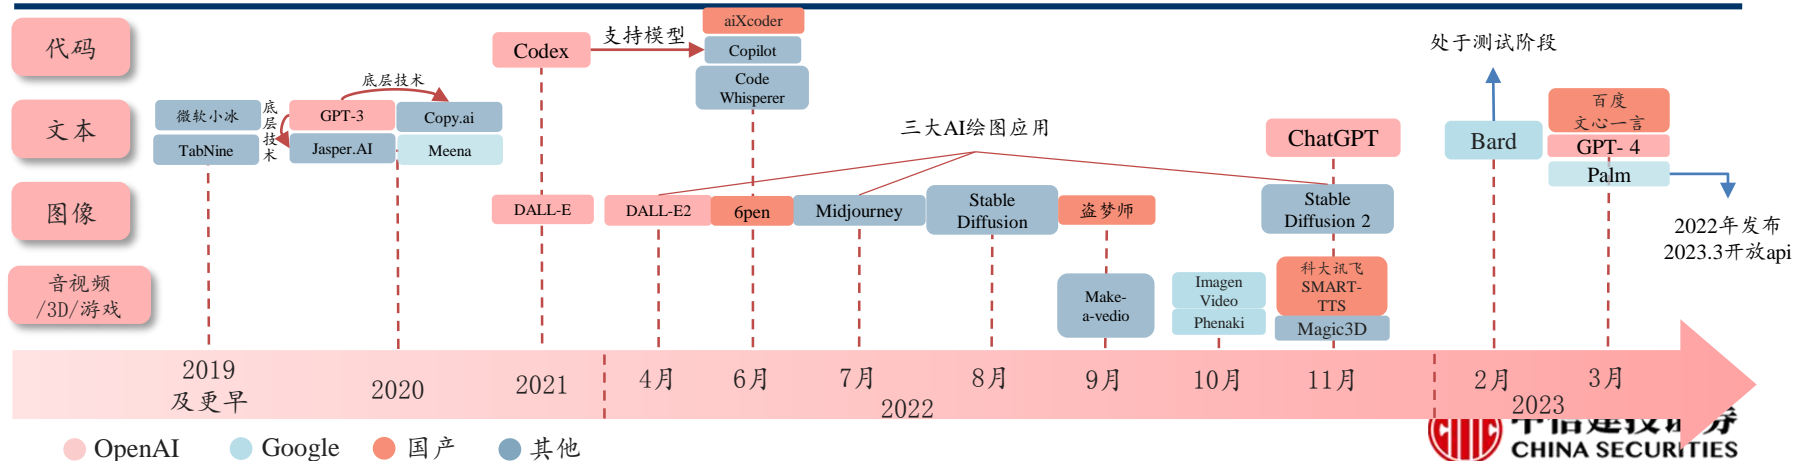 代码
Codex
支持模型
aiXcoder
Copilot
Code
Whisperer
处于测试阶段
文本
微软小冰
TabNine
底层技术
GPT-3
底层技术
Copy.ai
Jasper.AI
Meena
三大AI绘图应用
ChatGPT
Bard
百度
文心一言
GPT- 4
Palm
图像
DALL-E
DALL-E2
6pen
Midjourney
Stable
Diffusion
盗梦师
Stable
Diffusion 2
2022年发布
2023.3开放api
音视频
/3D/游戏
Make-
a-vedio
Imagen
Video
Phenaki
科大讯飞
SMART-
TTS
Magic3D
2019
及更早
2020
2021
4月
6月
7月
8月
9月
10月
11月
2月
3月
2022
2023
OpenAI
Google
国产
其他
中信建投证券
CHINA SECURITIES